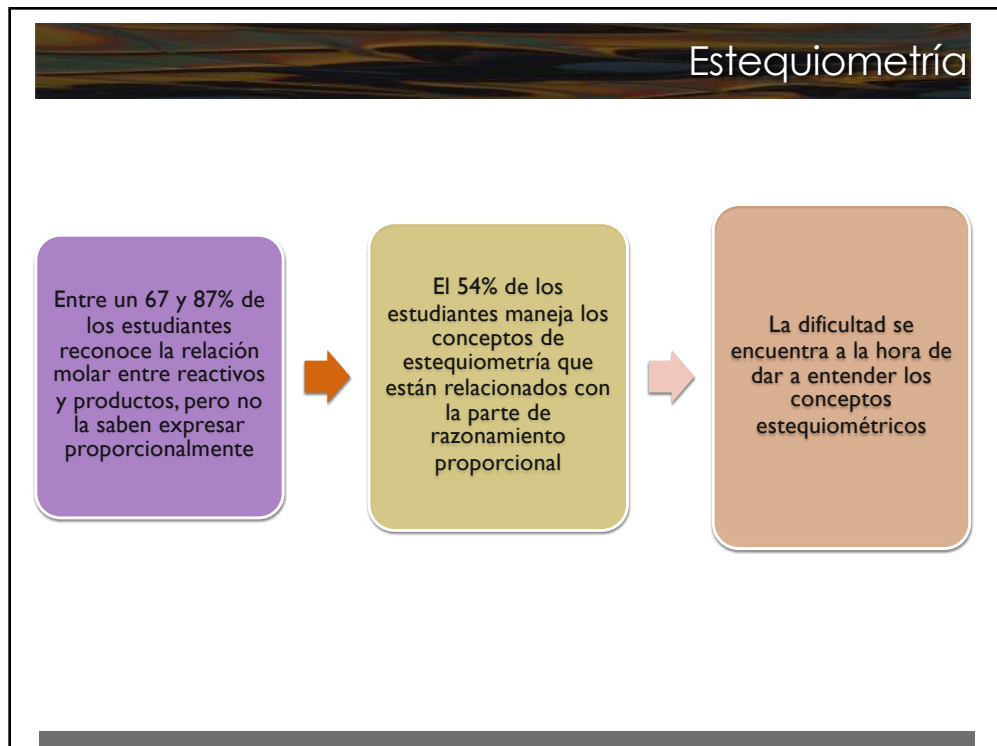 Estequiometría
Entre un 67 y 87% de
los estudiantes
reconoce la relación
molar entre reactivos
y productos, pero no
la saben expresar
proporcionalmente
El 54% de los
estudiantes maneja los
conceptos de
estequiometría que
están relacionados con
la parte de
razonamiento
proporcional
La dificultad se
encuentra a la hora de
dar a entender los
conceptos
estequiométricos